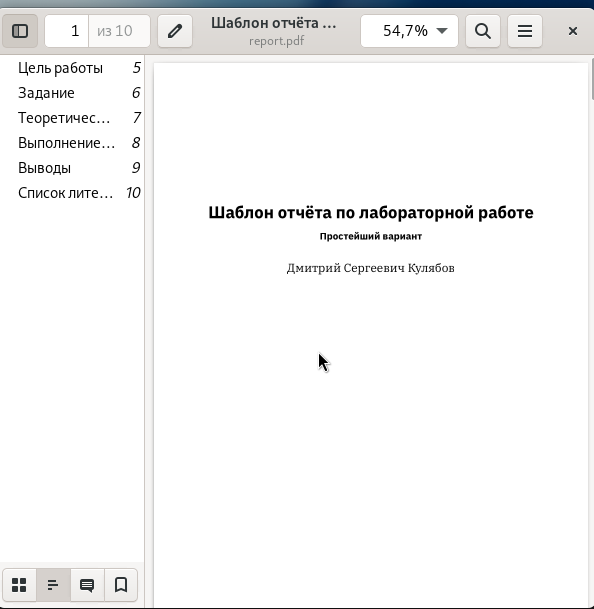 1 из 10
Шаблон отчёта ...
report.pdf
54,7%
Цель работы 5
Задание 6
Теоретичес... 7
Выполнение... 8
Выводы 9
Список лите... 10
Шаблон отчёта по лабораторной работе
Простейший вариант
Дмитрий Сергеевич Кулябов